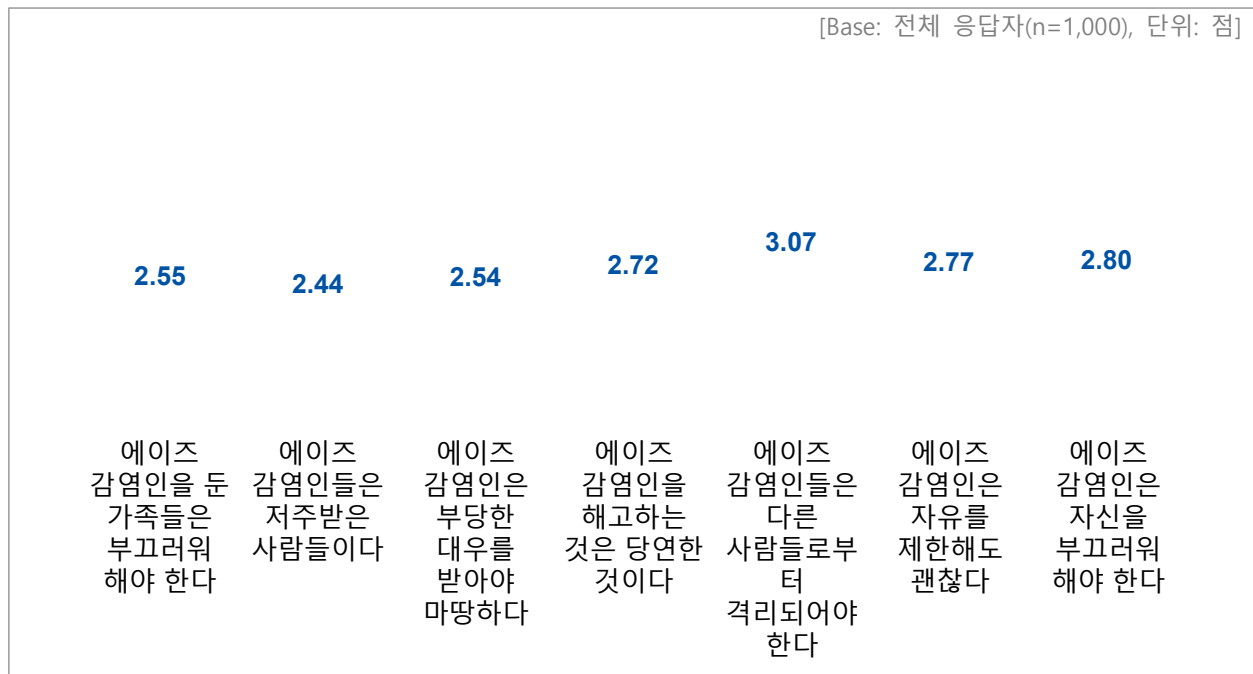 [Base: 전체 응답자(n=1,000), 단위: 점]
2.55
2.44
2.54
2.72
3.07
2.77
2.80
에이즈
감염인을 둔
가족들은
부끄러워
해야 한다
에이즈
감염인들은
저주받은
사람들이다
에이즈
감염인은
부당한
대우를
받아야
마땅하다
에이즈
감염인을
해고하는
것은 당연한
것이다
에이즈
감염인들은
다른
사람들로부
터
격리되어야
한다
에이즈
감염인은
자유를
제한해도
괜찮다
에이즈
감염인은
자신을
부끄러워
해야 한다